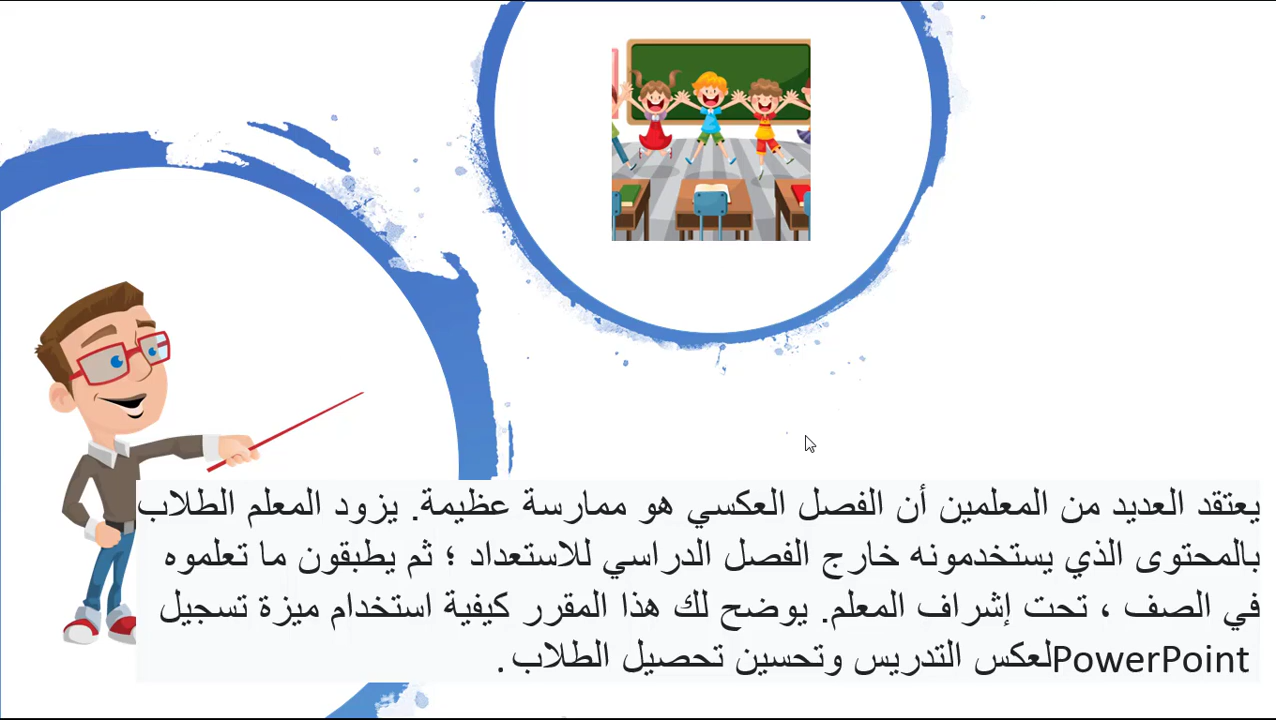 يعتقد العديد من المعلمين أن الفصل العكسي هو ممارسة عظيمة. يزود المعلم الطلاب
بالمحتوى الذي يستخدمونه خارج الفصل الدراسي للاستعداد ؛ ثم يطبقون ما تعلموه
في الصف ، تحت إشراف المعلم. يوضح لك هذا المقرر كيفية استخدام ميزة تسجيل
PowerPoint لعكس التدريس وتحسين تحصيل الطلاب .